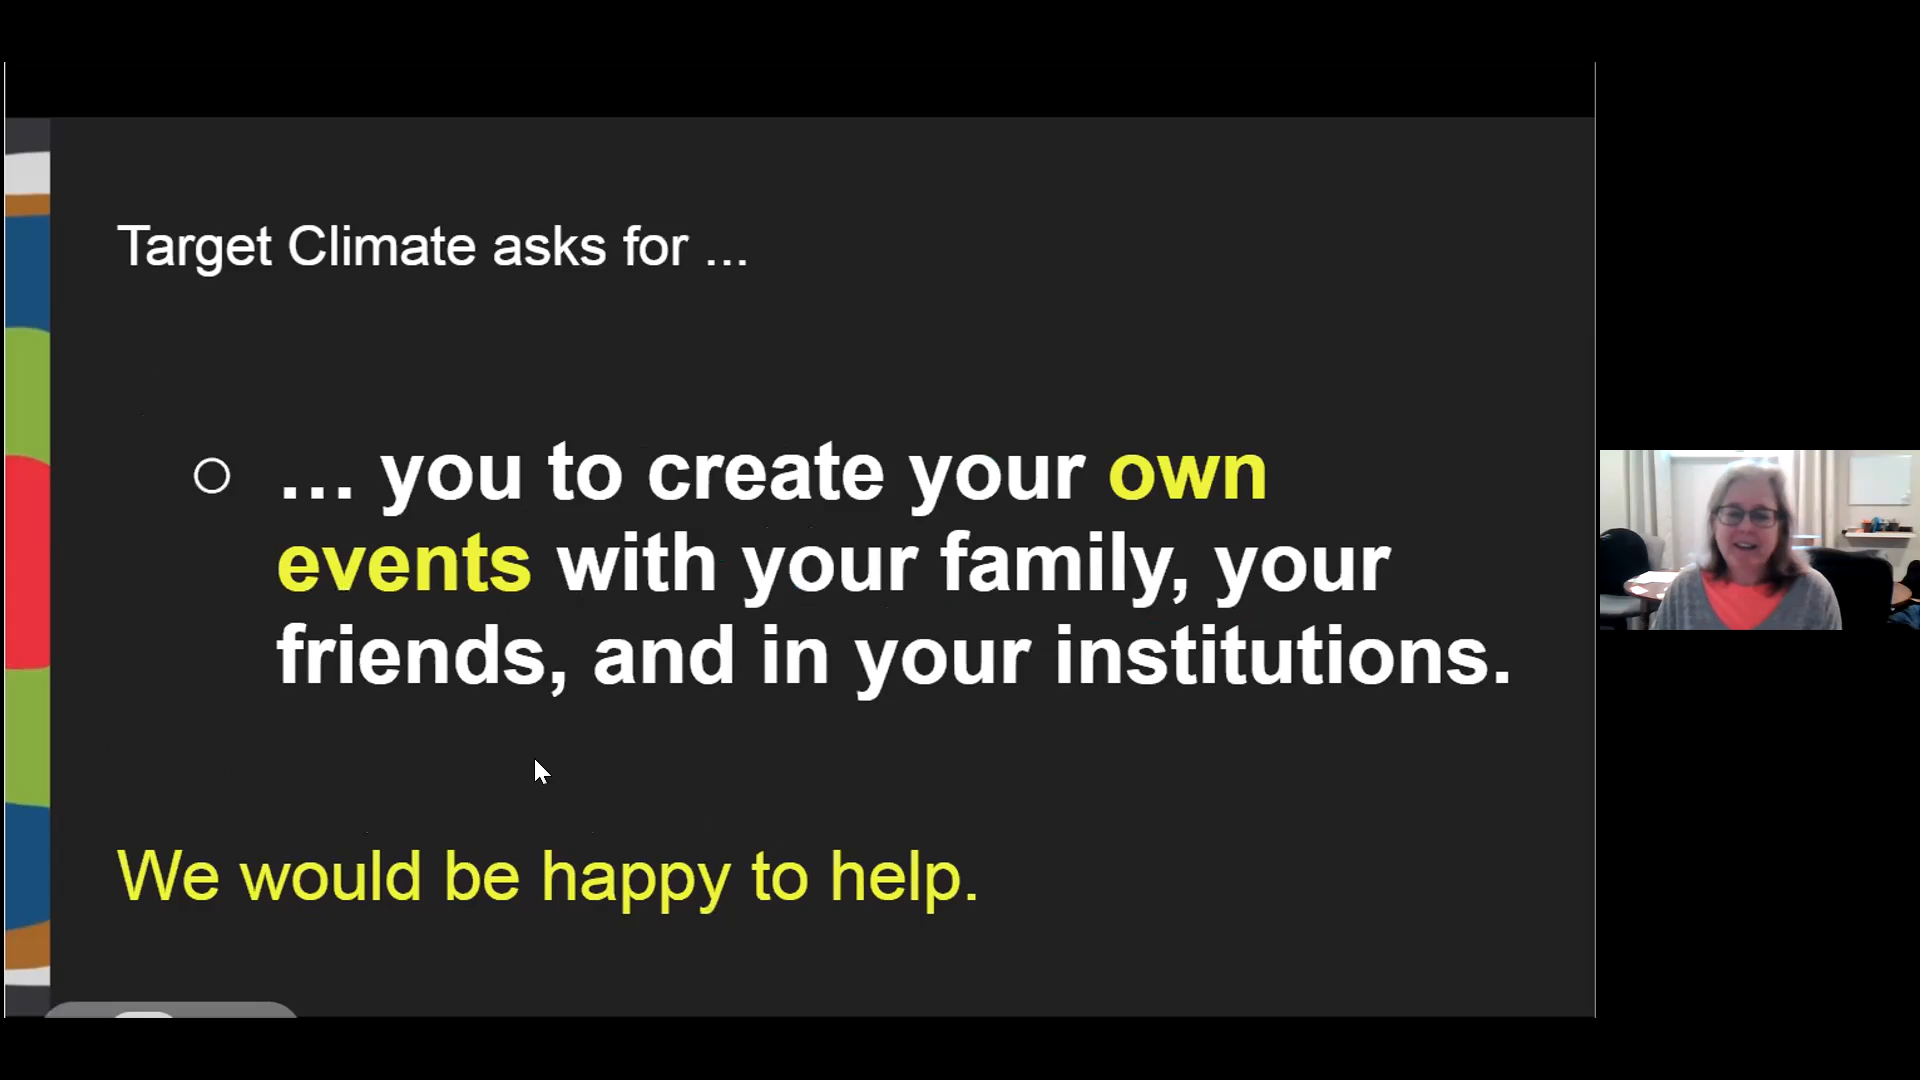 Target Climate asks for ...
… you to create your own
events with your family, your
friends, and in your institutions.
We would be happy to help.